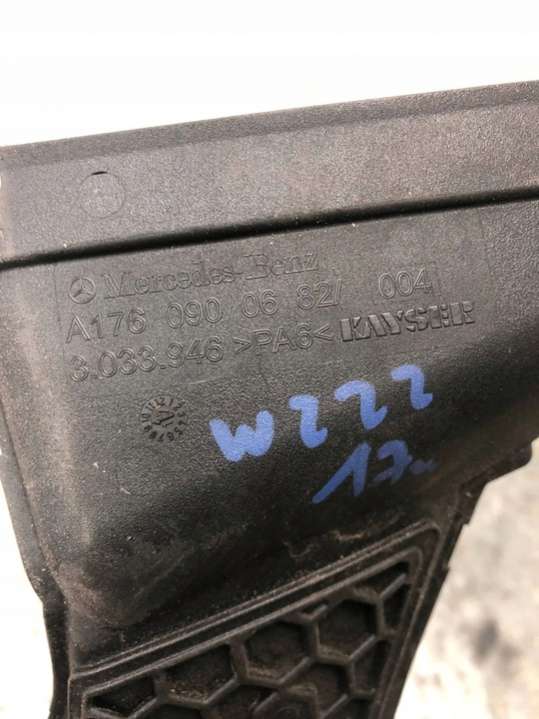 Mercedes-Benz
A176 090 06 82/ 004
3.033.946 >PA6< KAYSER
W222
17.